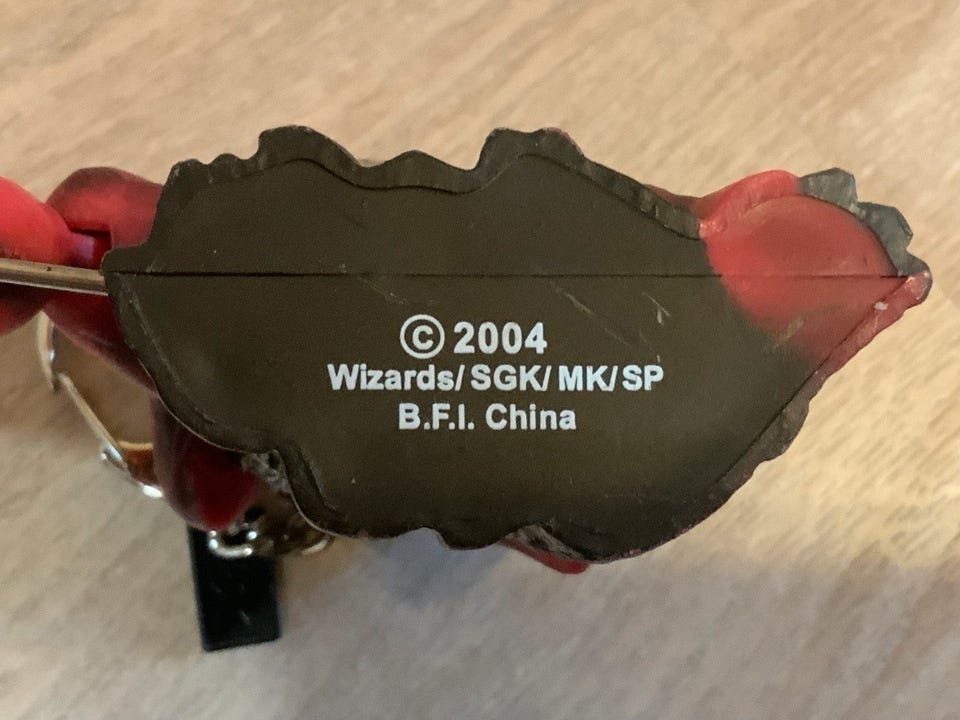 © 2004
Wizards/SGK/MK/SP
B.F.I. China